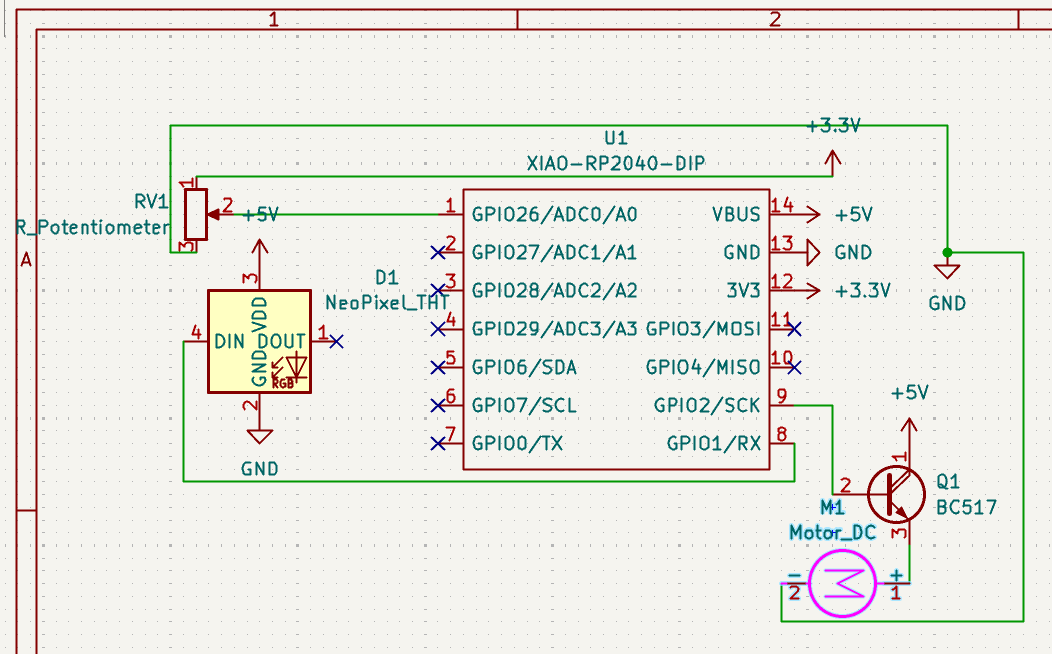 1
2
A
+3.3V
U1
XIAO-RP2040-DIP
RV1
R_Potentiometer
1
2
3
+5V
1
GPIO26/ADC0/A0
VBUS
14
+5V
2
GPIO27/ADC1/A1
GND
13
GND
3
GPIO28/ADC2/A2
3V3
12
+3.3V
4
GPIO29/ADC3/A3
GPIO3/MOSI
11
5
GPIO6/SDA
GPIO4/MISO
10
6
GPIO7/SCL
GPIO2/SCK
9
7
GPIO0/TX
GPIO1/RX
8
D1
NeoPixel_THT
3
VDD
4
DIN
DOUT
1
GND
RGB
2
GND
GND
+5V
1
2
3
Q1
BC517
M1
Motor_DC
-
2
+
1